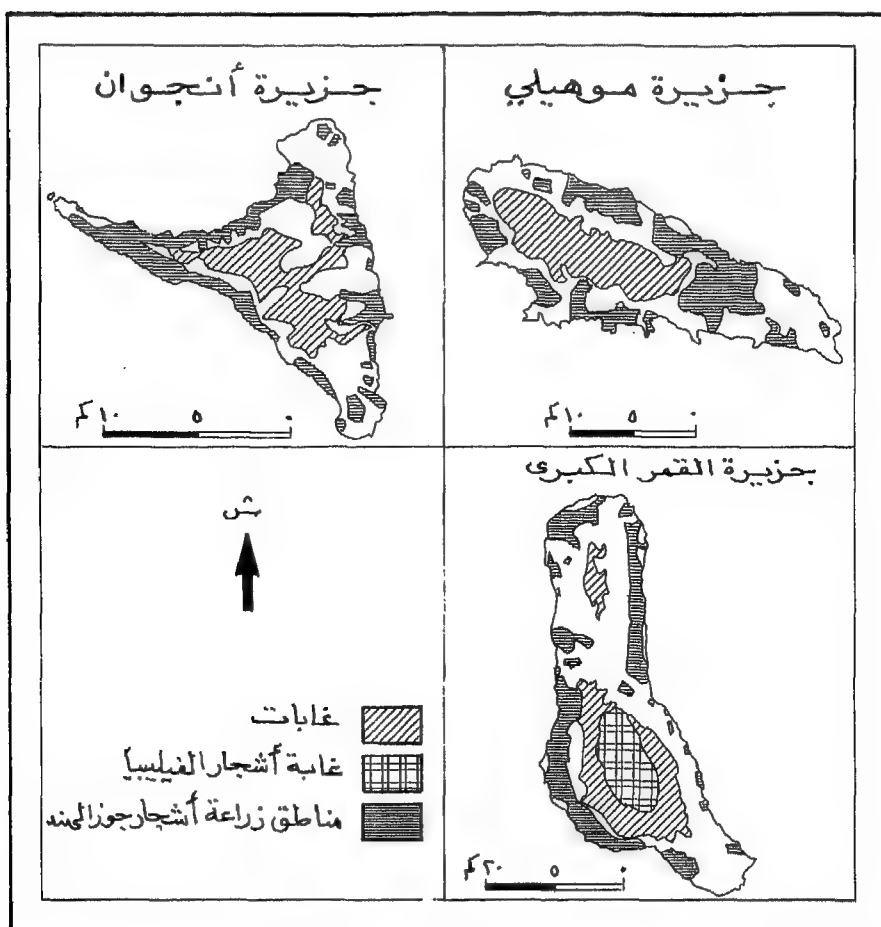 جزيرة موهيلي
١٠ كم ٥ ٠
جزيرة أنجوان
١٠ كم ٥ ٠
جزيرة القمر الكبرى
٢٠ كم ٥ ٠
ش
غابات
غابة أشجار الفيليبيا
مناطق زراعة أشجار جوز الهند